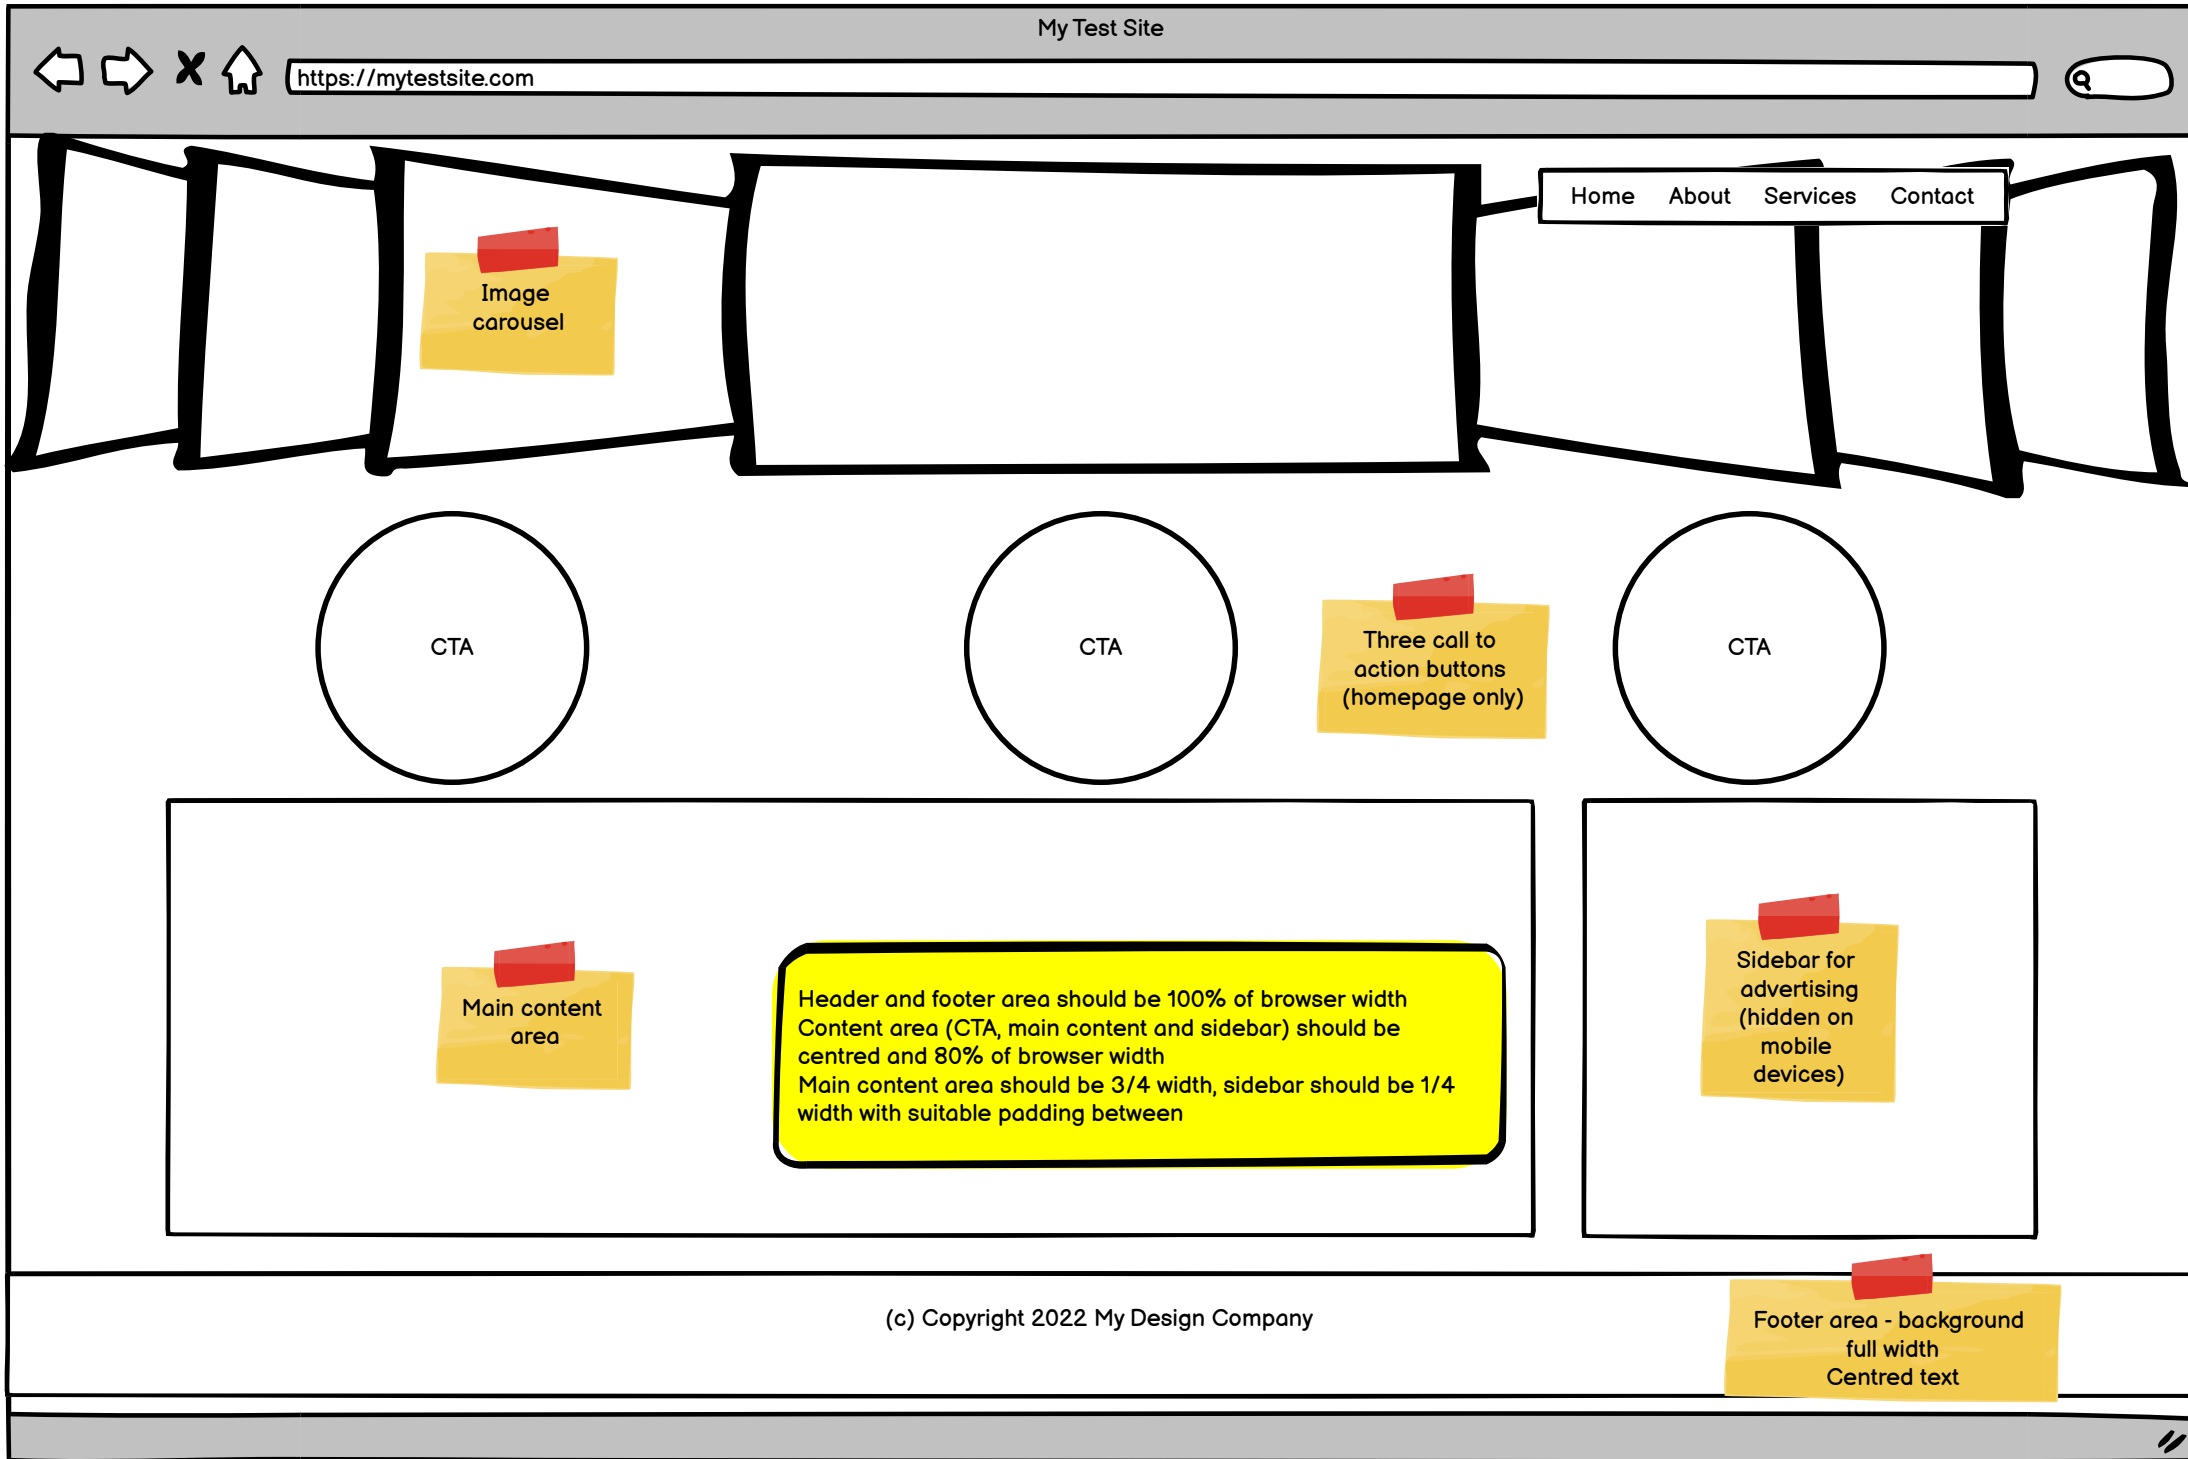 My Test Site
https://mytestsite.com
Home About Services Contact
Image
carousel
CTA
CTA
Three call to
action buttons
(homepage only)
CTA
Main content
area
Header and footer area should be 100% of browser width
Content area (CTA, main content and sidebar) should be
centred and 80% of browser width
Main content area should be 3/4 width, sidebar should be 1/4
width with suitable padding between
Sidebar for
advertising
(hidden on
mobile
devices)
(c) Copyright 2022 My Design Company
Footer area - background
full width
Centred text